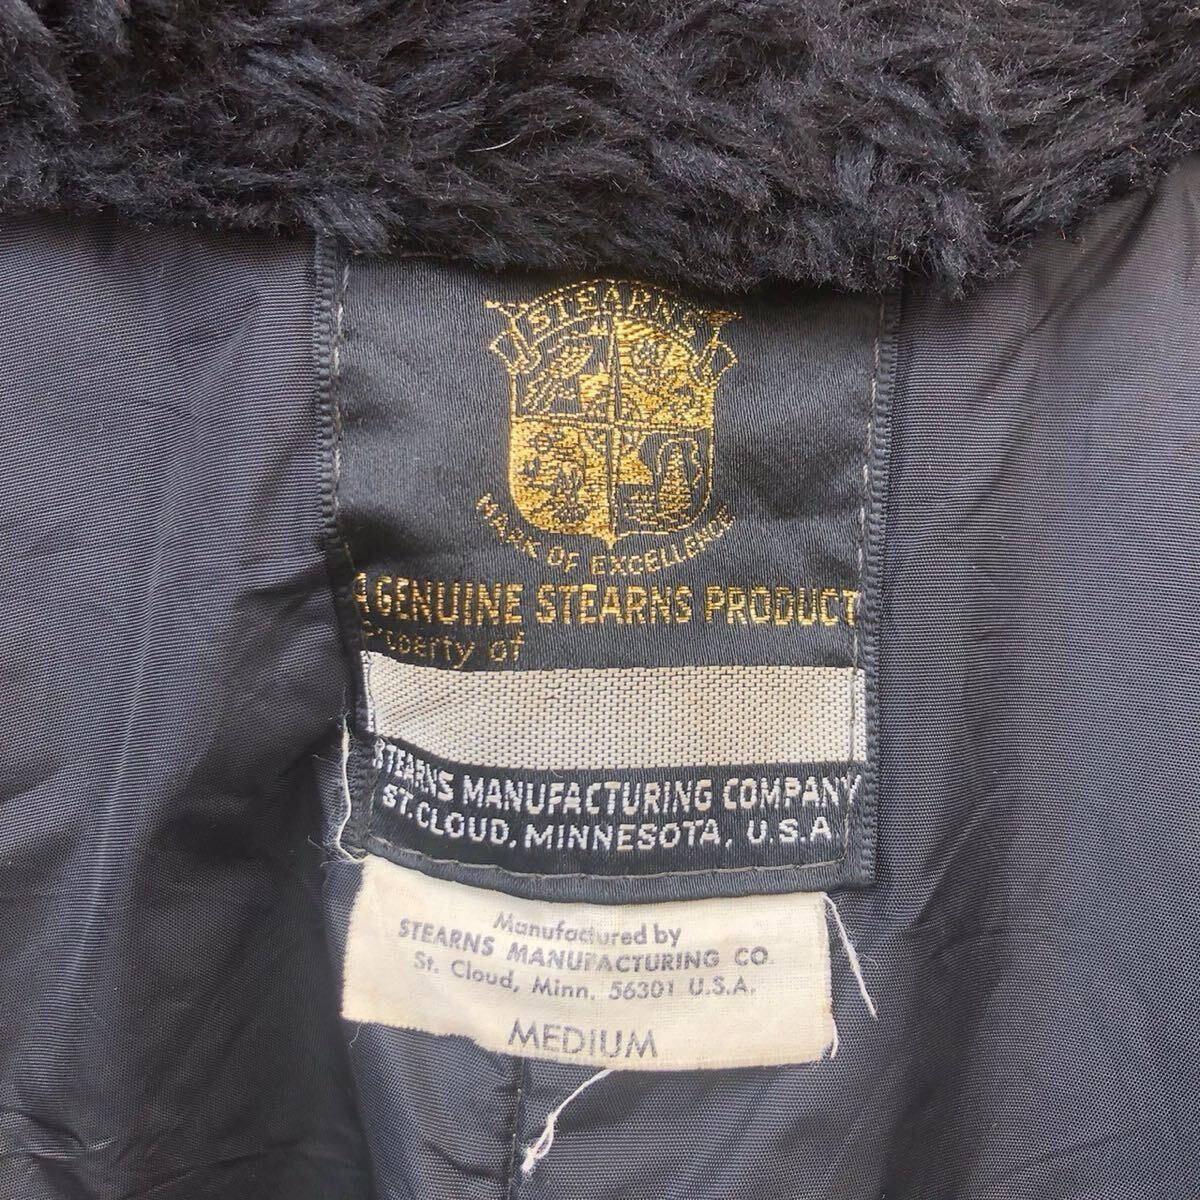 STEARNS
MARK OF EXCELLENCE
A GENUINE STEARNS PRODUCT
Property of
STEARNS MANUFACTURING COMPANY
ST. CLOUD, MINNESOTA, U.S.A
Manufactured by
STEARNS MANUFACTURING CO.
St. Cloud, Minn. 56301 U.S.A.
MEDIUM